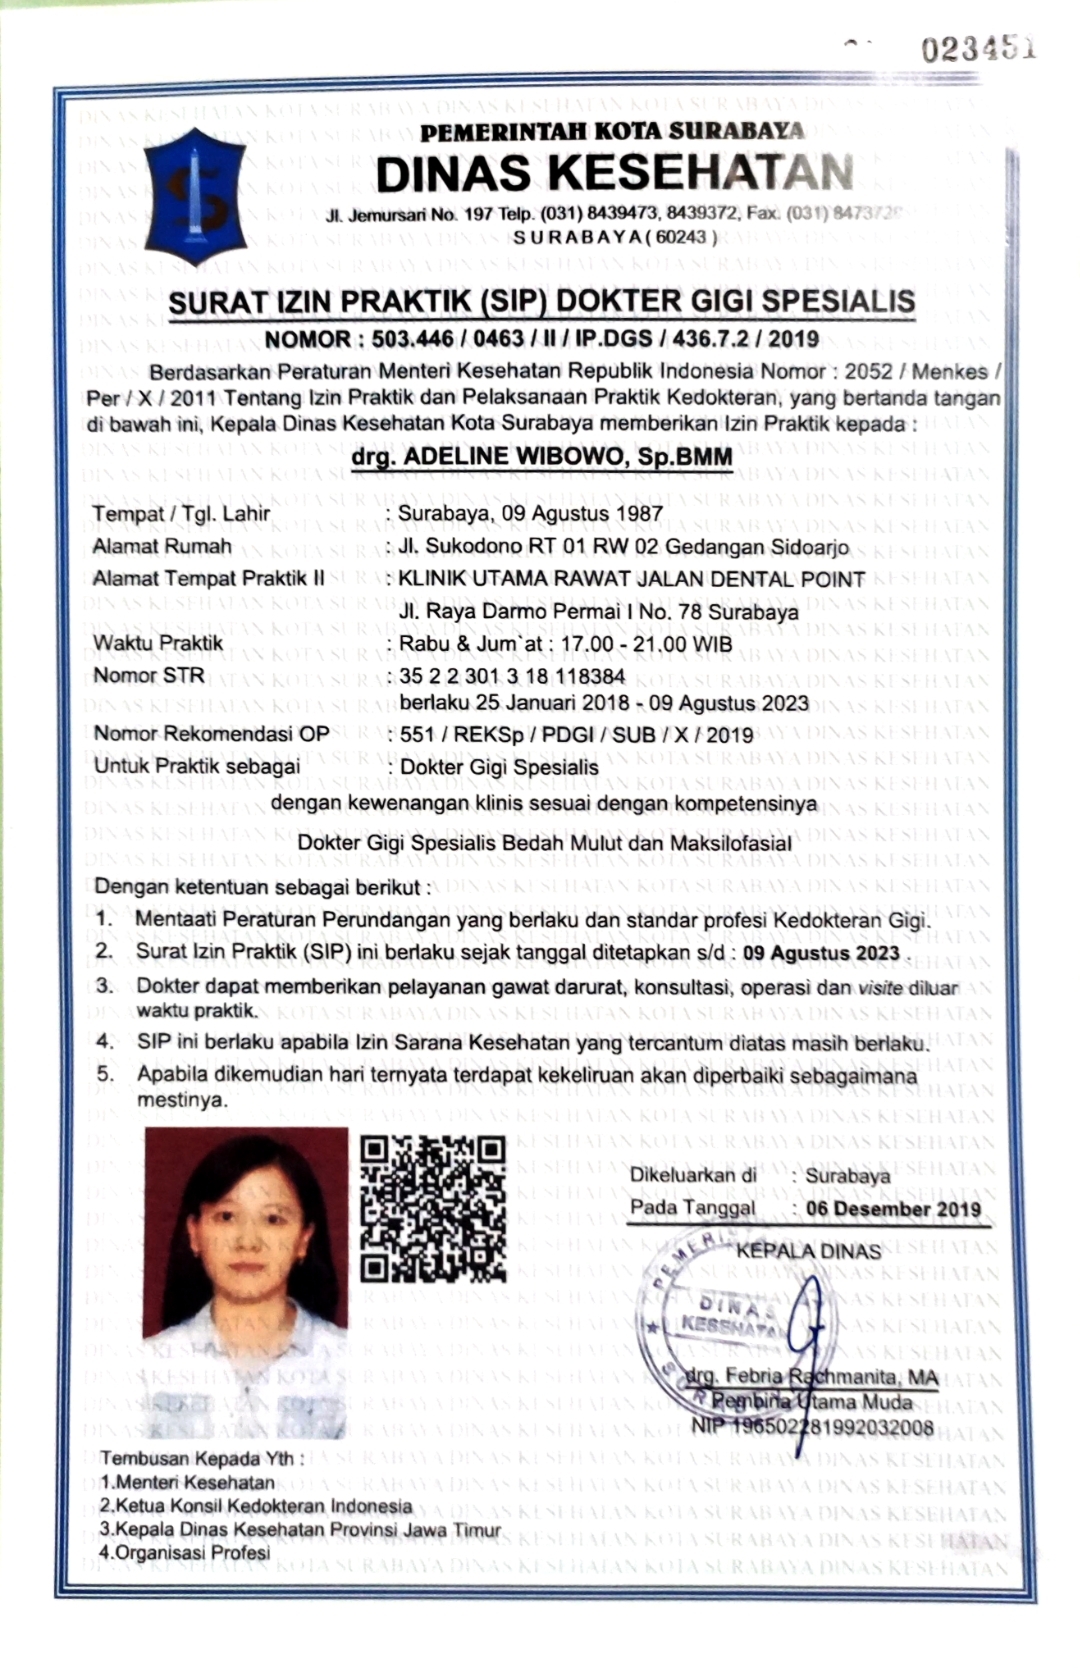 023451
PEMERINTAH KOTA SURABAYA
DINAS KESEHATAN
Jl. Jemursari No. 197 Telp. (031) 8439473, 8439372, Fax. (031)
SURABAYA ( 60243 )
SURAT IZIN PRAKTIK (SIP) DOKTER GIGI SPESIALIS
NOMOR : 503.446 / 0463 / II / IP.DGS / 436.7.2 / 2019
Berdasarkan Peraturan Menteri Kesehatan Republik Indonesia Nomor : 2052 / Menkes /
Per / X / 2011 Tentang Izin Praktik dan Pelaksanaan Praktik Kedokteran, yang bertanda tangan
di bawah ini, Kepala Dinas Kesehatan Kota Surabaya memberikan Izin Praktik kepada :
drg. ADELINE WIBOWO, Sp.BMM
Tempat / Tgl. Lahir : Surabaya, 09 Agustus 1987
Alamat Rumah : Jl. Sukodono RT 01 RW 02 Gedangan Sidoarjo
Alamat Tempat Praktik II : KLINIK UTAMA RAWAT JALAN DENTAL POINT
Jl. Raya Darmo Permai I No. 78 Surabaya
Waktu Praktik : Rabu & Jum`at : 17.00 - 21.00 WIB
Nomor STR : 35 2 2 301 3 18 118384
berlaku 25 Januari 2018 - 09 Agustus 2023
Nomor Rekomendasi OP : 551 / REKSp / PDGI / SUB / X / 2019
Untuk Praktik sebagai : Dokter Gigi Spesialis
dengan kewenangan klinis sesuai dengan kompetensinya
Dokter Gigi Spesialis Bedah Mulut dan Maksilofasial
Dengan ketentuan sebagai berikut :
1. Mentaati Peraturan Perundangan yang berlaku dan standar profesi Kedokteran Gigi.
2. Surat Izin Praktik (SIP) ini berlaku sejak tanggal ditetapkan s/d : 09 Agustus 2023 .
3. Dokter dapat memberikan pelayanan gawat darurat, konsultasi, operasi dan visite diluar
waktu praktik.
4. SIP ini berlaku apabila Izin Sarana Kesehatan yang tercantum diatas masih berlaku.
5. Apabila dikemudian hari ternyata terdapat kekeliruan akan diperbaiki sebagaimana
mestinya.
Dikeluarkan di : Surabaya
Pada Tanggal : 06 Desember 2019
KEPALA DINAS
DINAS
KESEHATAN
drg. Febria Rachmanita, MA
Pembina Utama Muda
NIP 196502281992032008
Tembusan Kepada Yth :
1.Menteri Kesehatan
2.Ketua Konsil Kedokteran Indonesia
3.Kepala Dinas Kesehatan Provinsi Jawa Timur
4.Organisasi Profesi